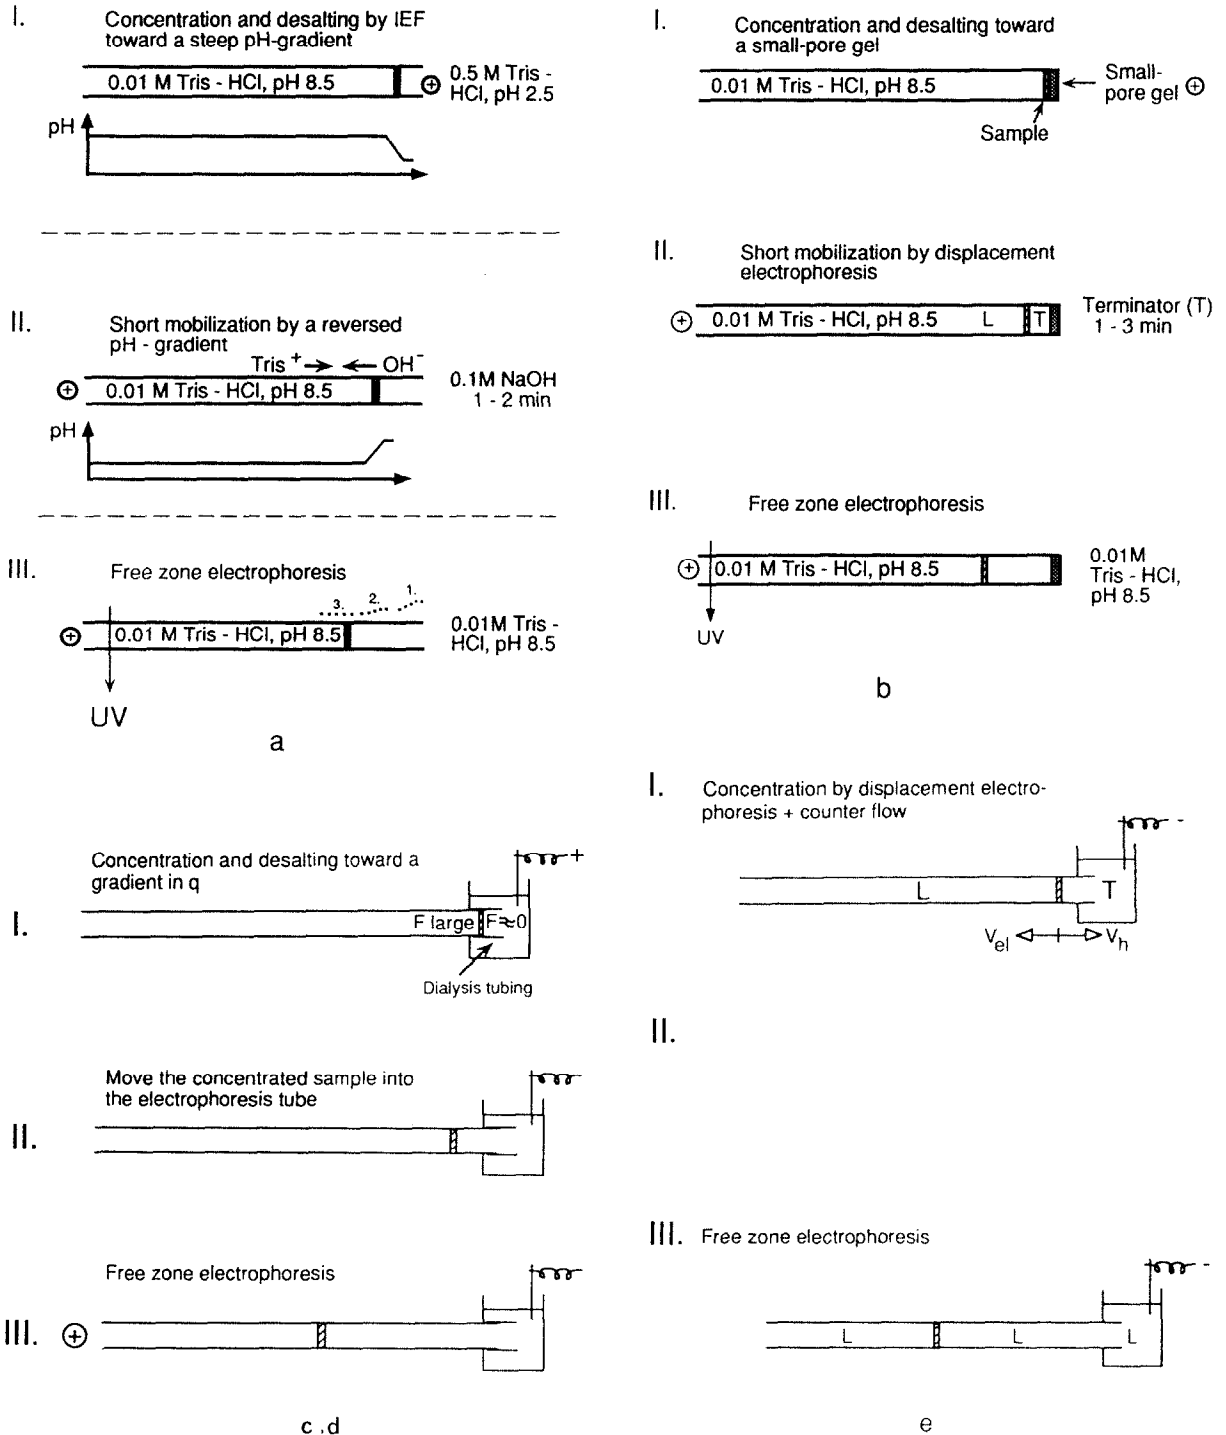 I.
Concentration and desalting by IEF
toward a steep pH-gradient
0.01 M Tris - HCl, pH 8.5
+
0.5 M Tris -
HCl, pH 2.5
pH
II.
Short mobilization by a reversed
pH - gradient
Tris +
OH -
+
0.01 M Tris - HCl, pH 8.5
0.1M NaOH
1 - 2 min
pH
III.
Free zone electrophoresis
3.
2.
1.
+
0.01 M Tris - HCl, pH 8.5
0.01M Tris -
HCl, pH 8.5
UV
a
I.
Concentration and desalting toward
a small-pore gel
0.01 M Tris - HCl, pH 8.5
Small-
pore gel +
Sample
II.
Short mobilization by displacement
electrophoresis
+
0.01 M Tris - HCl, pH 8.5 L
T
Terminator (T)
1 - 3 min
III.
Free zone electrophoresis
+
0.01 M Tris - HCl, pH 8.5
0.01M
Tris - HCl,
pH 8.5
UV
b
Concentration and desalting toward a
gradient in q
+
I.
F large
F≈0
Dialysis tubing
Move the concentrated sample into
the electrophoresis tube
-
II.
Free zone electrophoresis
-
III.
+
c,d
I.
Concentration by displacement electro-
phoresis + counter flow
-
L
T
Vel
Vh
II.
III.
Free zone electrophoresis
-
L
L
L
e